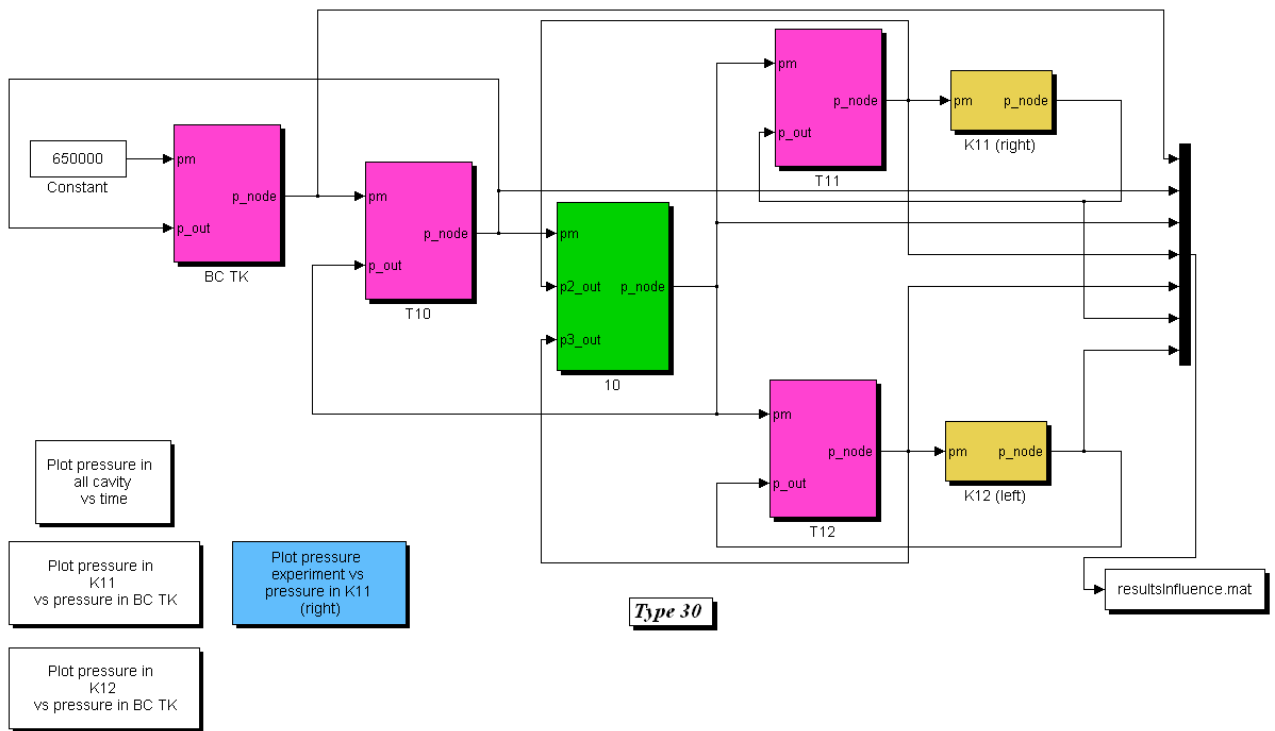 650000
Constant
pm
p_out
p_node
BC TK
pm
p_out
p_node
T10
pm
p2_out
p3_out
p_node
10
pm
p_out
p_node
T11
pm
p_node
K11 (right)
pm
p_out
p_node
T12
pm
p_node
K12 (left)
resultsInfluence.mat
Plot pressure in
all cavity
vs time
Plot pressure in
K11
vs pressure in BC TK
Plot pressure
experiment vs
pressure in K11
(right)
Type 30
Plot pressure in
K12
vs pressure in BC TK